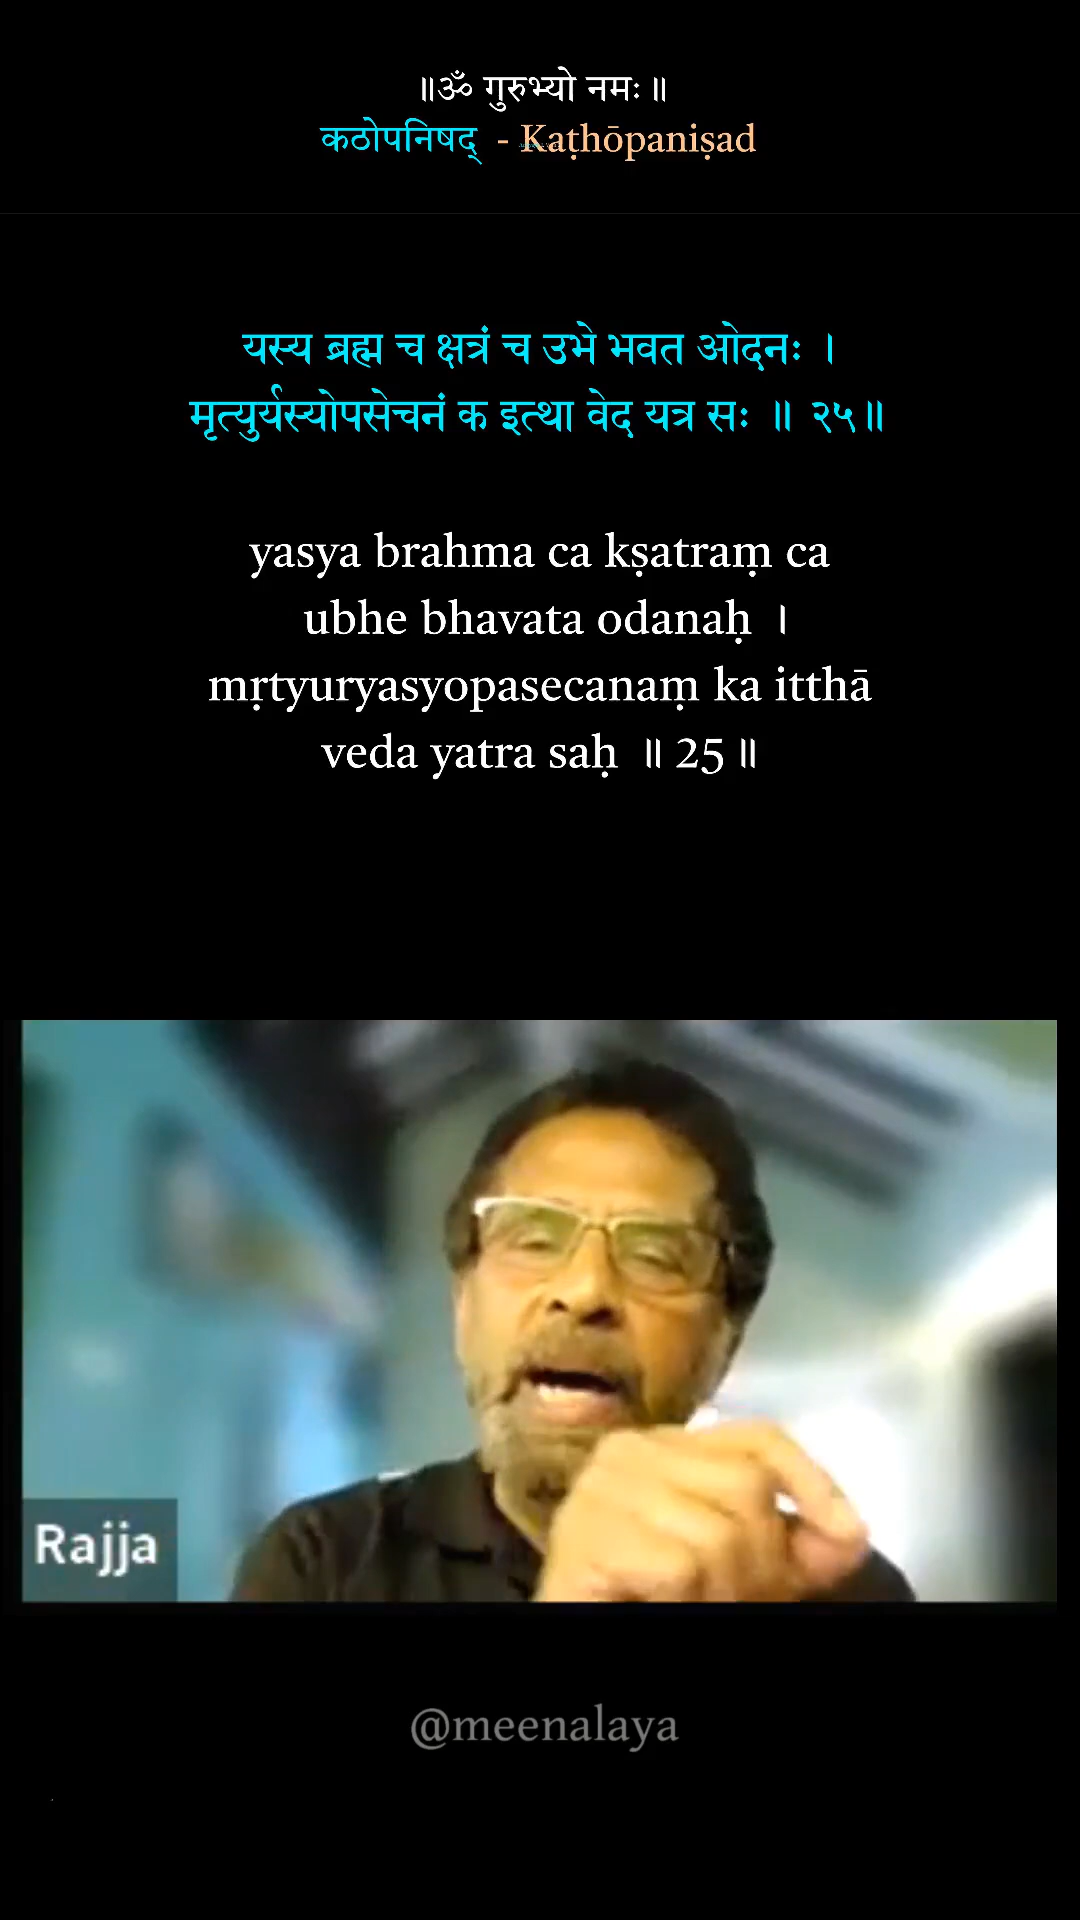 ॥ॐ गुरुभ्यो नमः॥
कठोपनिषद् - Kaṭhōpaniṣad
यस्य ब्रह्म च क्षत्रं च उभे भवत ओदनः ।
मृत्युर्यस्योपसेचनं क इत्था वेद यत्र सः ॥ २५॥
yasya brahma ca kṣatraṃ ca
ubhe bhavata odanaḥ ।
mṛtyuryasyopasecanaṃ ka itthā
veda yatra saḥ ॥ 25॥
Rajja
@meenalaya